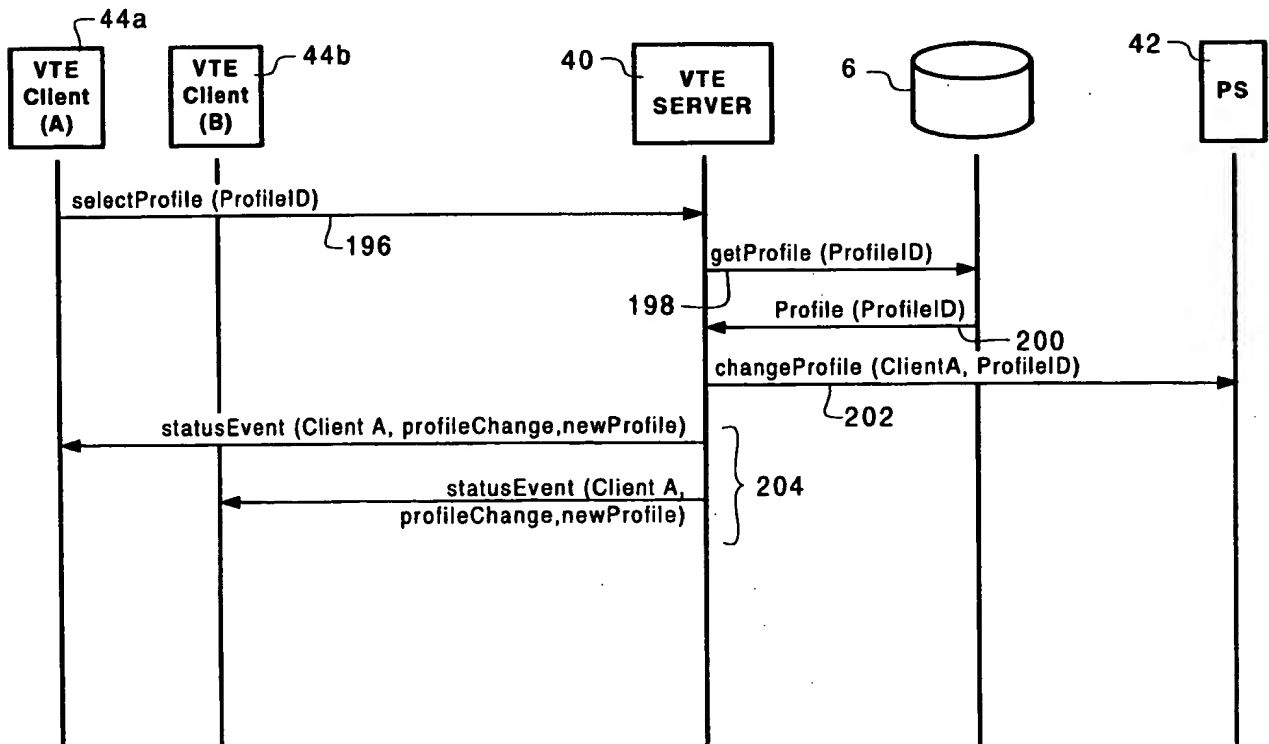 44a
VTE
Client
(A)
VTE
Client
(B)
44b
40
VTE
SERVER
6
42
PS
selectProfile (ProfileID)
196
getProfile (ProfileID)
198
Profile (ProfileID)
200
changeProfile (ClientA, ProfileID)
202
statusEvent (Client A, profileChange,newProfile)
statusEvent (Client A,
profileChange,newProfile)
204